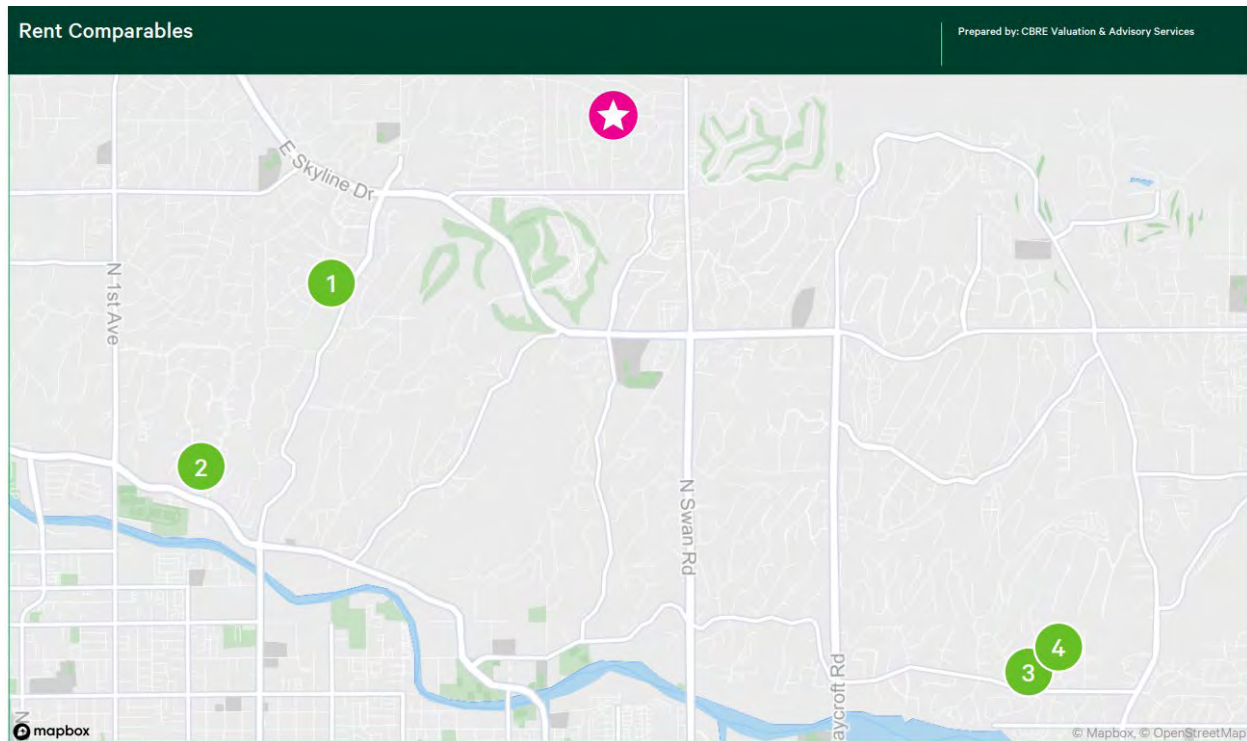 Rent Comparables
Prepared by: CBRE Valuation & Advisory Services
E Skyline Dr
1
N 1st Ave
2
N Swan Rd
4
3
aycroft Rd
N
mapbox
© Mapbox, © OpenStreetMap